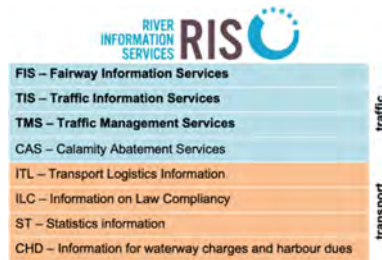 RIVER
INFORMATION
SERVICES
RIS
FIS – Fairway Information Services
TIS – Traffic Information Services
TMS – Traffic Management Services
CAS – Calamity Abatement Services
ITL – Transport Logistics Information
ILC – Information on Law Compliancy
ST – Statistics information
CHD – Information for waterway charges and harbour dues
traffic
transport